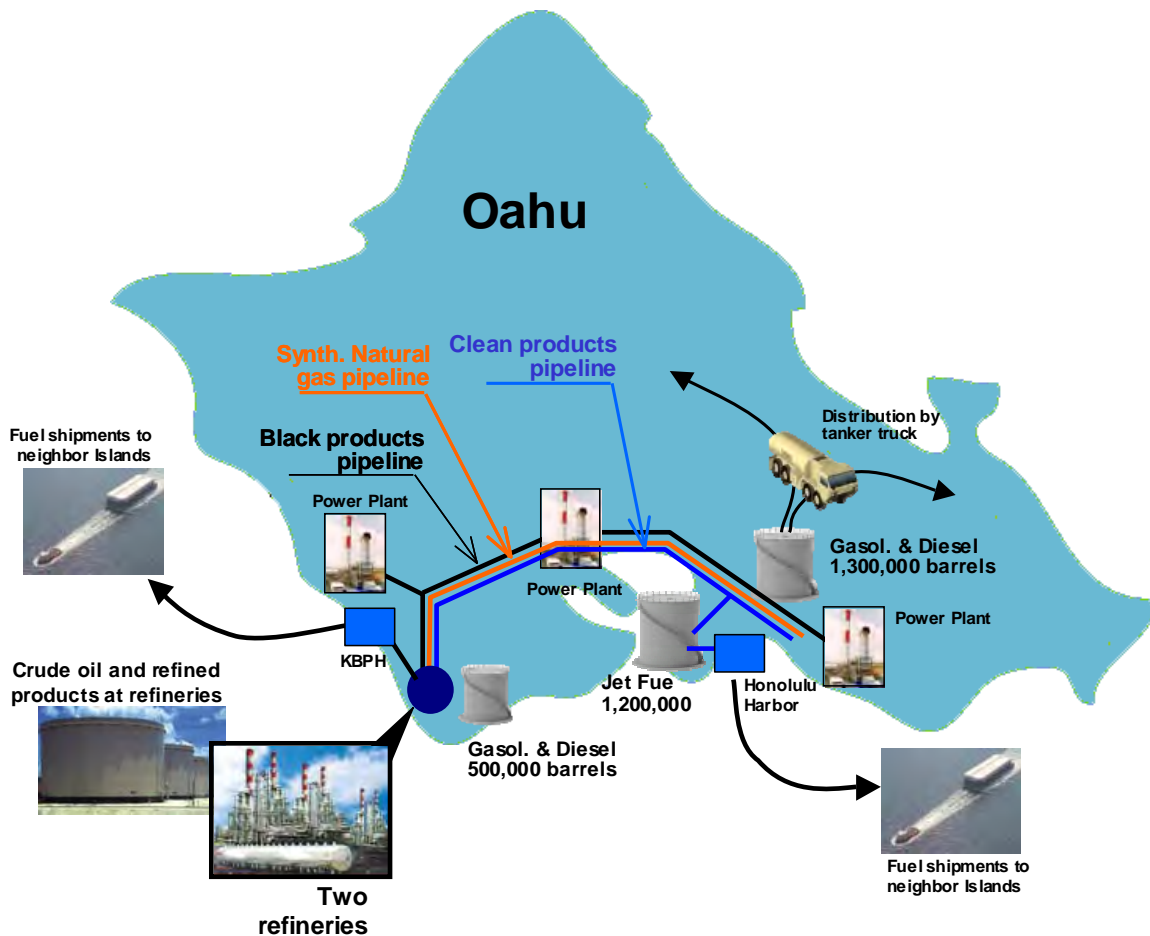 Oahu
Synth. Natural
gas pipeline
Clean products
pipeline
Distribution by
tanker truck
Fuel shipments to
neighbor Islands
Black products
pipeline
Power Plant
Gasol. & Diesel
1,300,000 barrels
Power Plant
Power Plant
KBPH
Crude oil and refined
products at refineries
Jet Fue
1,200,000
Honolulu
Harbor
Gasol. & Diesel
500,000 barrels
Fuel shipments to
neighbor Islands
Two
refineries